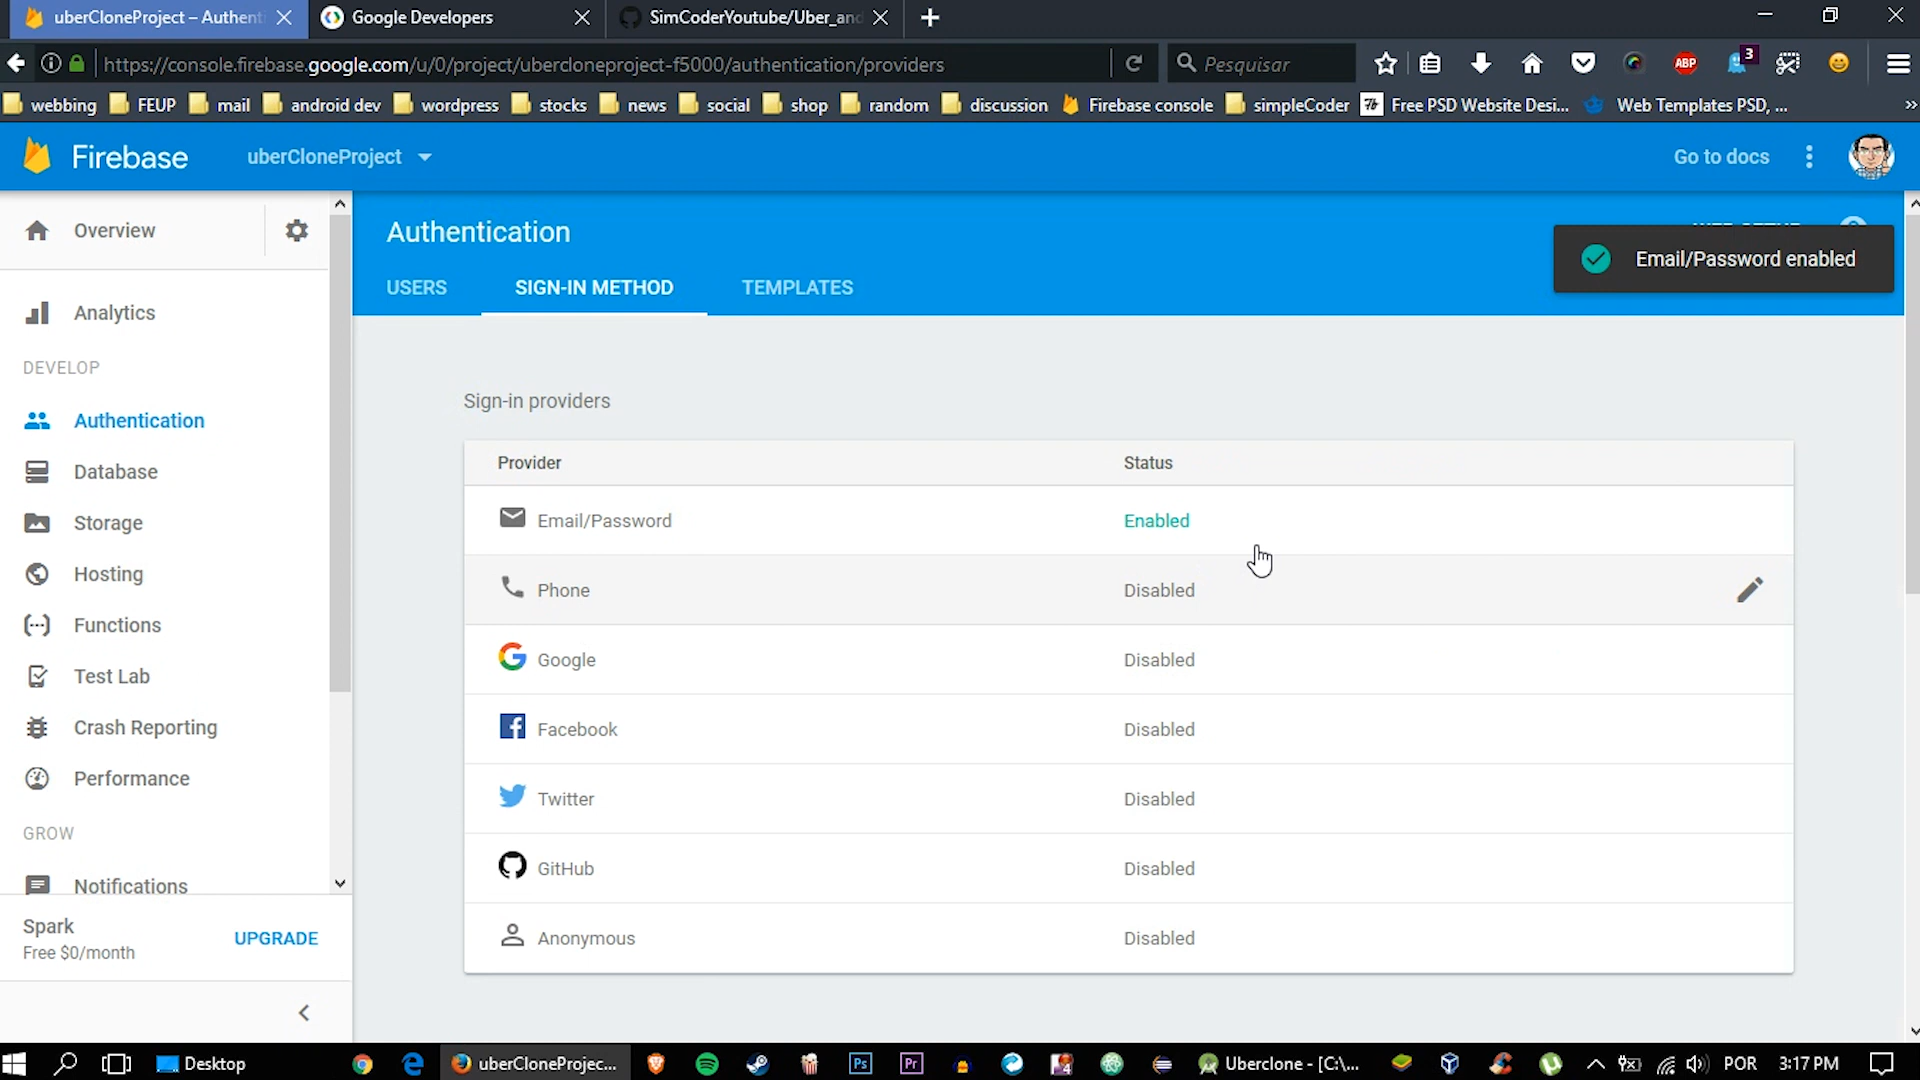 uberCloneProject – Authenti
Google Developers
SimCoderYoutube/Uber_and
https://console.firebase.google.com/u/0/project/ubercloneproject-f5000/authentication/providers
Pesquisar
ABP
3
webbing
FEUP
mail
android dev
wordpress
stocks
news
social
shop
random
discussion
Firebase console
simpleCoder
Free PSD Website Desi...
Web Templates PSD, ...
»
Firebase
uberCloneProject
Go to docs
Overview
Analytics
DEVELOP
Authentication
Database
Storage
Hosting
Functions
Test Lab
Crash Reporting
Performance
GROW
Notifications
Spark
Free $0/month
UPGRADE
Authentication
USERS
SIGN-IN METHOD
TEMPLATES
Email/Password enabled
Sign-in providers
Provider
Status
Email/Password
Enabled
Phone
Disabled
Google
Disabled
Facebook
Disabled
Twitter
Disabled
GitHub
Disabled
Anonymous
Disabled
Desktop
uberCloneProjec...
Ps
Pr
Uberclone - [C:\...
POR
3:17 PM